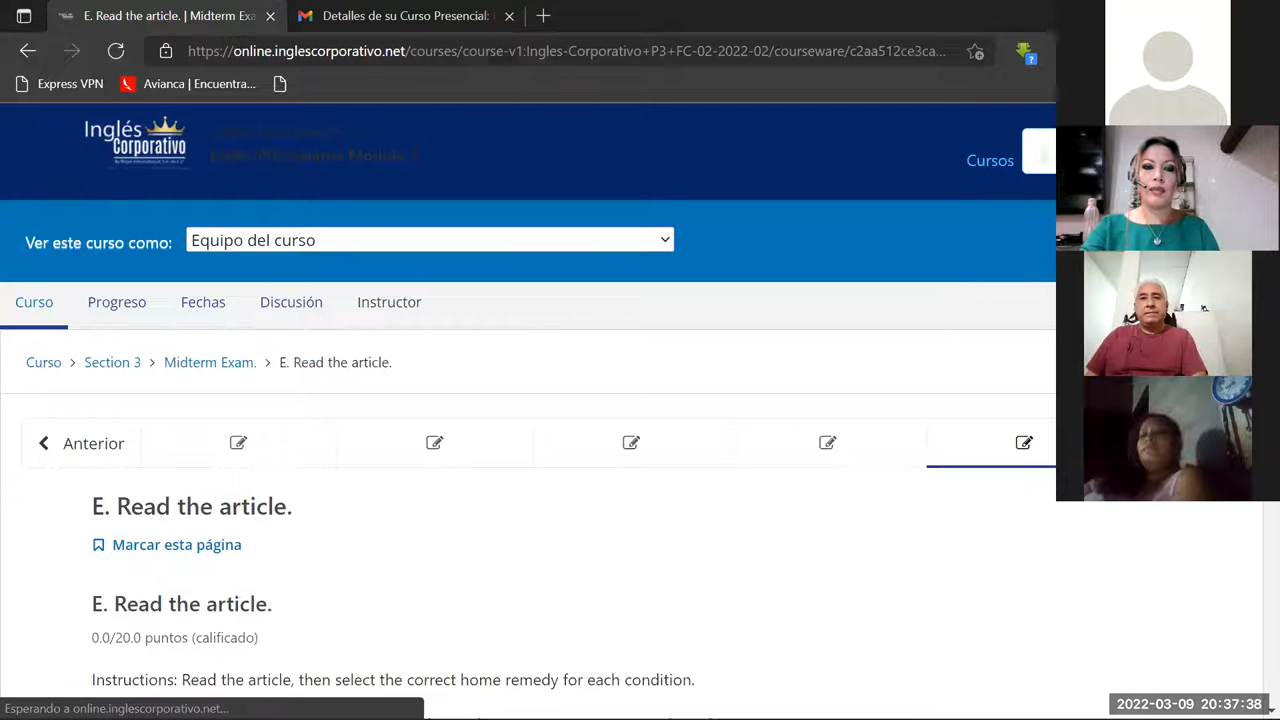 E. Read the article. | Midterm Exa
Detalles de su Curso Presencial:
https://online.inglescorporativo.net/courses/course-v1:Ingles-Corporativo+P3+FC-02-2022-02/courseware/c2aa512ce3ca...
Express VPN
Avianca | Encuentra...
Inglés
Corporativo
Cursos
Ver este curso como:
Equipo del curso
Curso
Progreso
Fechas
Discusión
Instructor
Curso > Section 3 > Midterm Exam. > E. Read the article.
Anterior
E. Read the article.
Marcar esta página
E. Read the article.
0.0/20.0 puntos (calificado)
Instructions: Read the article, then select the correct home remedy for each condition.
Esperando a online.inglescorporativo.net...
2022-03-09 20:37:38